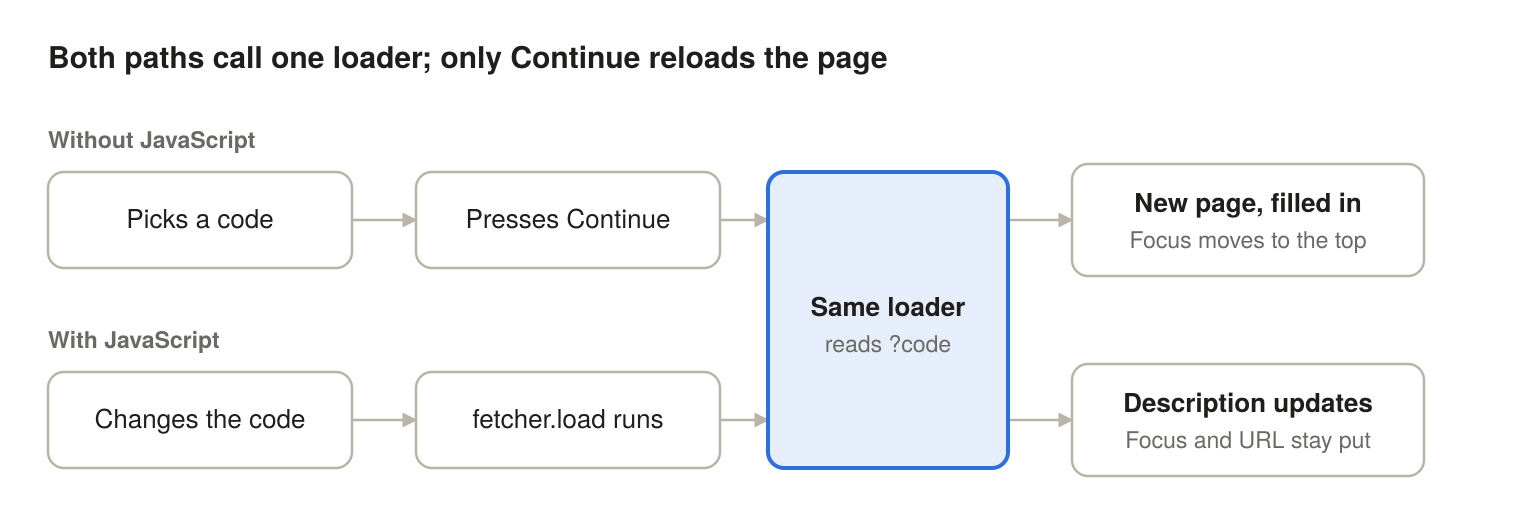 Both paths call one loader; only Continue reloads the page
Without JavaScript
Picks a code
Presses Continue
New page, filled in
Focus moves to the top
Same loader
reads ?code
With JavaScript
Changes the code
fetcher.load runs
Description updates
Focus and URL stay put